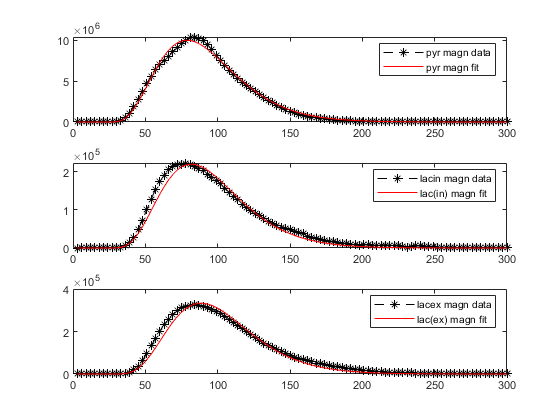 ×10⁶
10
5
0
pyr magn data
pyr magn fit
0 50 100 150 200 250 300
×10⁵
2
1
0
lacin magn data
lac(in) magn fit
0 50 100 150 200 250 300
×10⁵
4
2
0
lacex magn data
lac(ex) magn fit
0 50 100 150 200 250 300